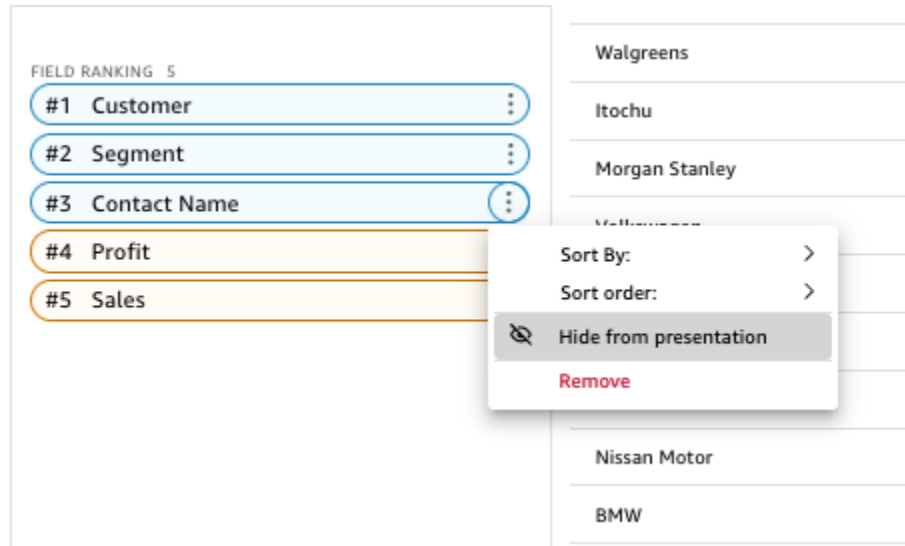 FIELD RANKING 5
#1 Customer
#2 Segment
#3 Contact Name
#4 Profit
#5 Sales
Walgreens
Itochu
Morgan Stanley
Volkswagen
Sort By:
Sort order:
Hide from presentation
Remove
Nissan Motor
BMW